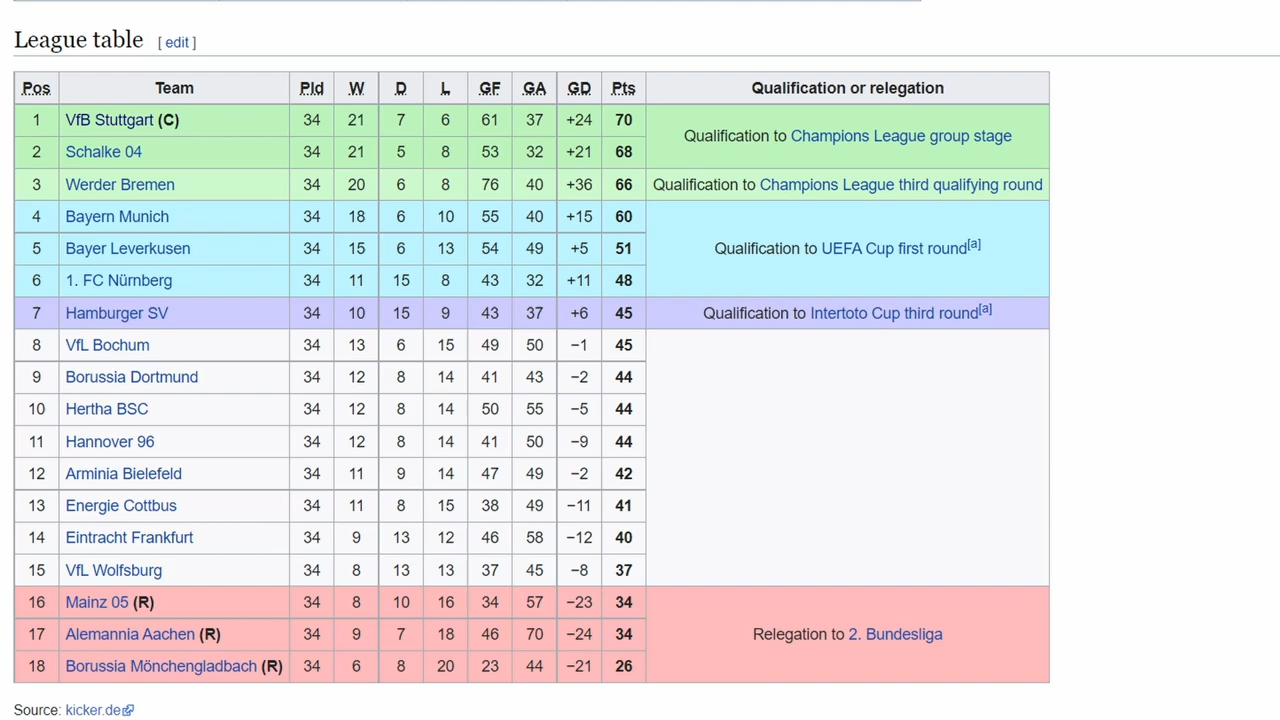 League table [ edit ]
Pos Team Pld W D L GF GA GD Pts Qualification or relegation
1 VfB Stuttgart (C) 34 21 7 6 61 37 +24 70 Qualification to Champions League group stage
2 Schalke 04 34 21 5 8 53 32 +21 68
3 Werder Bremen 34 20 6 8 76 40 +36 66 Qualification to Champions League third qualifying round
4 Bayern Munich 34 18 6 10 55 40 +15 60
5 Bayer Leverkusen 34 15 6 13 54 49 +5 51 Qualification to UEFA Cup first round[a]
6 1. FC Nürnberg 34 11 15 8 43 32 +11 48
7 Hamburger SV 34 10 15 9 43 37 +6 45 Qualification to Intertoto Cup third round[a]
8 VfL Bochum 34 13 6 15 49 50 −1 45
9 Borussia Dortmund 34 12 8 14 41 43 −2 44
10 Hertha BSC 34 12 8 14 50 55 −5 44
11 Hannover 96 34 12 8 14 41 50 −9 44
12 Arminia Bielefeld 34 11 9 14 47 49 −2 42
13 Energie Cottbus 34 11 8 15 38 49 −11 41
14 Eintracht Frankfurt 34 9 13 12 46 58 −12 40
15 VfL Wolfsburg 34 8 13 13 37 45 −8 37
16 Mainz 05 (R) 34 8 10 16 34 57 −23 34
17 Alemannia Aachen (R) 34 9 7 18 46 70 −24 34 Relegation to 2. Bundesliga
18 Borussia Mönchengladbach (R) 34 6 8 20 23 44 −21 26
Source: kicker.de